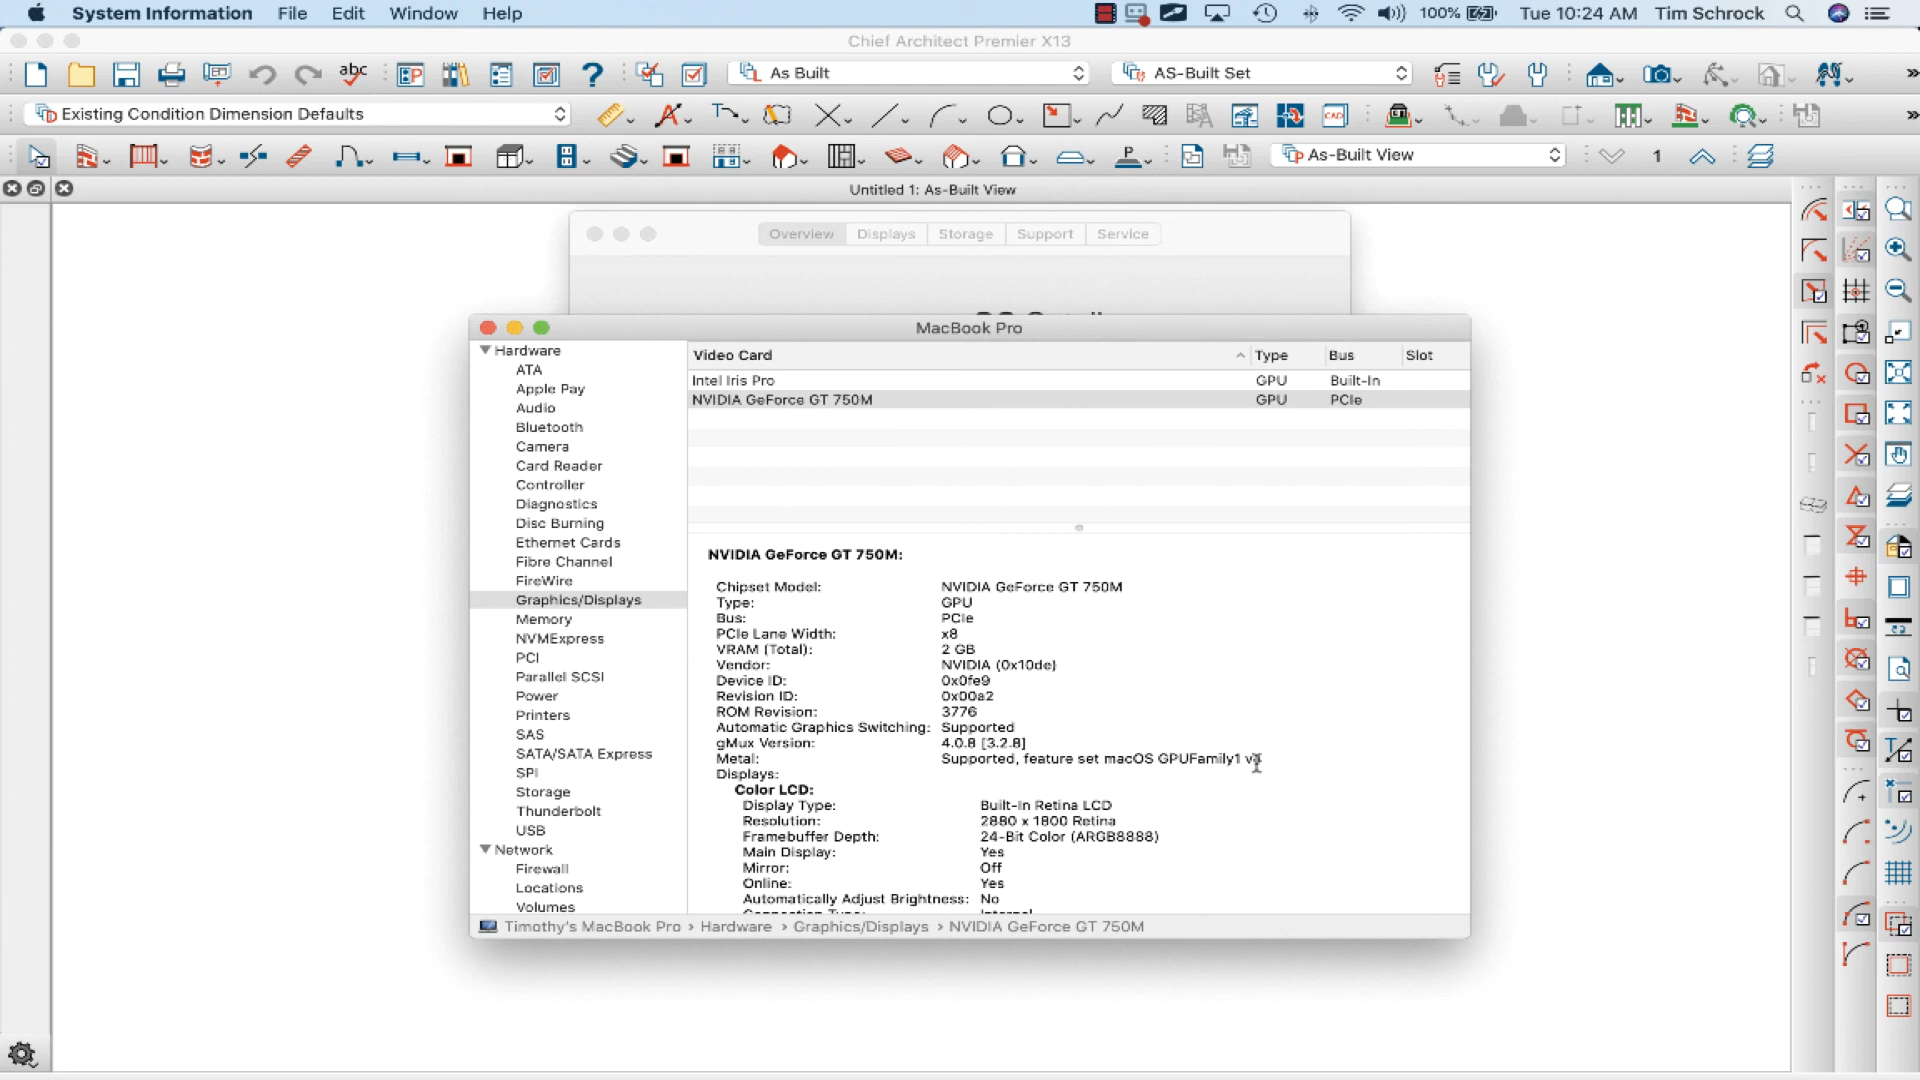 System Information File Edit Window Help 100% Tue 10:24 AM Tim Schrock
Chief Architect Premier X13
abc ? As Built AS-Built Set
Existing Condition Dimension Defaults CAD
P As-Built View 1
Untitled 1: As-Built View
Overview Displays Storage Support Service
MacBook Pro
Hardware
ATA
Apple Pay
Audio
Bluetooth
Camera
Card Reader
Controller
Diagnostics
Disc Burning
Ethernet Cards
Fibre Channel
FireWire
Graphics/Displays
Memory
NVMExpress
PCI
Parallel SCSI
Power
Printers
SAS
SATA/SATA Express
SPI
Storage
Thunderbolt
USB
Network
Firewall
Locations
Volumes
Video Card Type Bus Slot
Intel Iris Pro GPU Built-In
NVIDIA GeForce GT 750M GPU PCIe
NVIDIA GeForce GT 750M:
Chipset Model: NVIDIA GeForce GT 750M
Type: GPU
Bus: PCIe
PCIe Lane Width: x8
VRAM (Total): 2 GB
Vendor: NVIDIA (0x10de)
Device ID: 0x0fe9
Revision ID: 0x00a2
ROM Revision: 3776
Automatic Graphics Switching: Supported
gMux Version: 4.0.8 [3.2.8]
Metal: Supported, feature set macOS GPUFamily1
Displays:
Color LCD:
Display Type: Built-In Retina LCD
Resolution: 2880 x 1800 Retina
Framebuffer Depth: 24-Bit Color (ARGB8888)
Main Display: Yes
Mirror: Off
Online: Yes
Automatically Adjust Brightness: No
Connection Type: Internal
Timothy's MacBook Pro › Hardware › Graphics/Displays › NVIDIA GeForce GT 750M